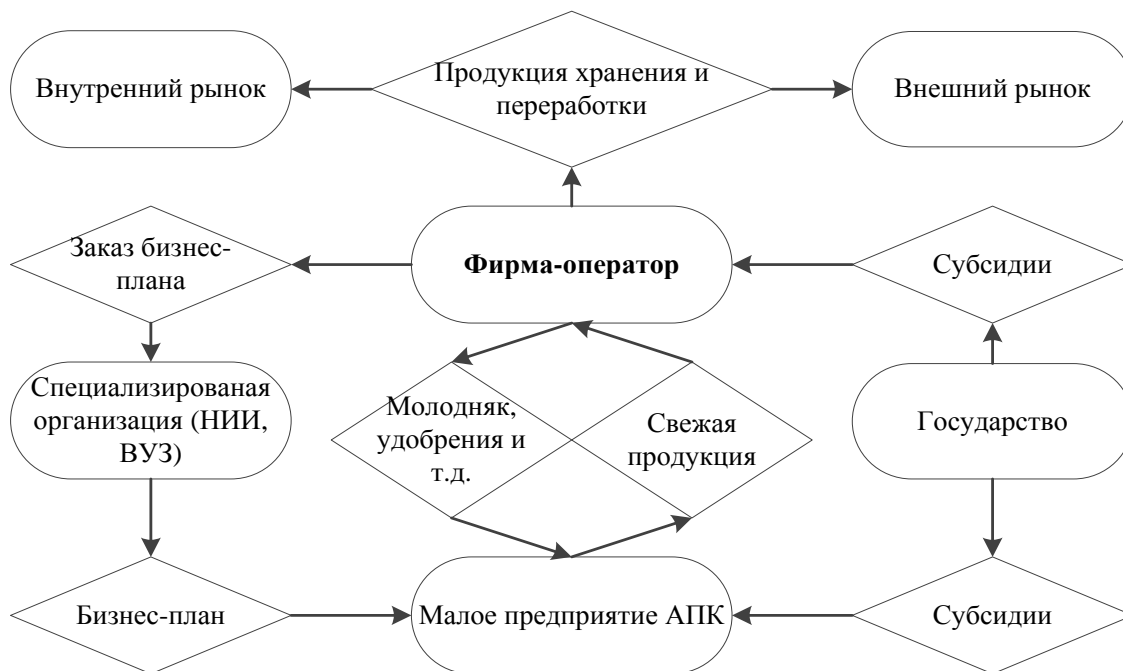 Внутренний рынок
Продукция хранения и
переработки
Внешний рынок
Заказ бизнес-
плана
Фирма-оператор
Субсидии
Специализированая
организация (НИИ,
ВУЗ)
Молодняк,
удобрения и
т.д.
Свежая
продукция
Государство
Бизнес-план
Малое предприятие АПК
Субсидии